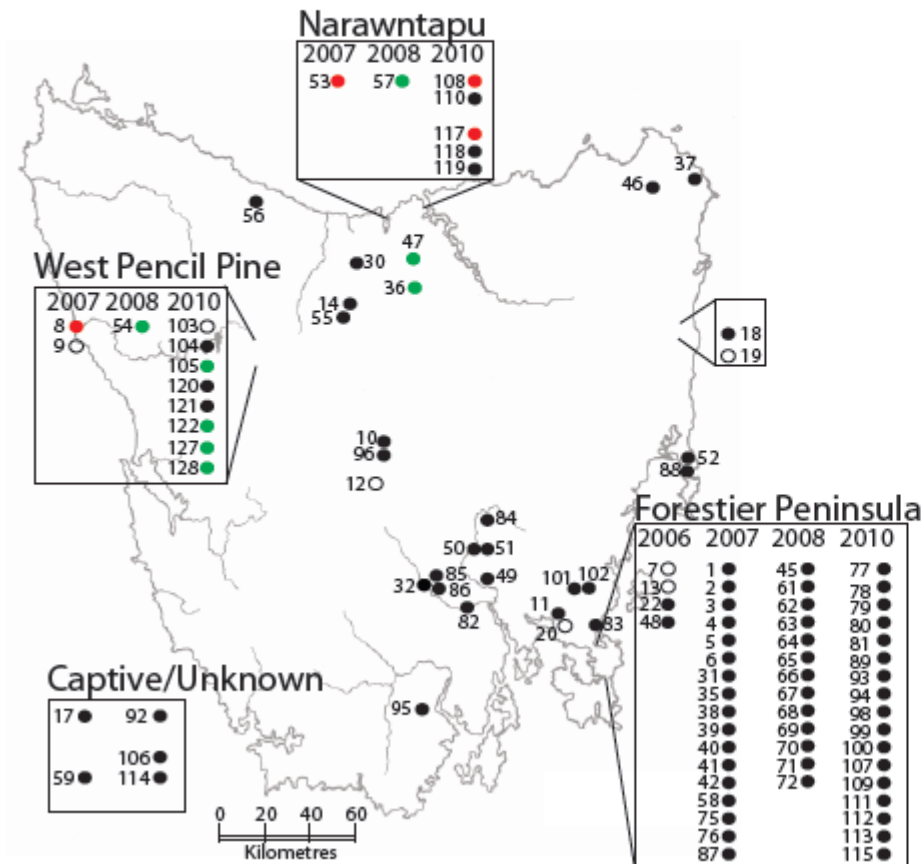 Narawntapu
2007 2008 2010
53 57 108
110
117
118
119
37
46
56
47
30
36
14
55
West Pencil Pine
2007 2008 2010
8 54 103
9 104
105
120
121
122
127
128
18
19
10
96
12
52
88
84
50 51
85 49
32 86
82
101 102
11
20 83
95
Forestier Peninsula
2006 2007 2008 2010
7 1 45 77
13 2 61 78
22 3 62 79
48 4 63 80
5 64 81
6 65 89
31 66 93
35 67 94
38 68 98
39 69 99
40 70 100
41 71 107
42 72 109
58 111
75 112
76 113
87 115
Captive/Unknown
17 92
106
59 114
0 20 40 60
Kilometres